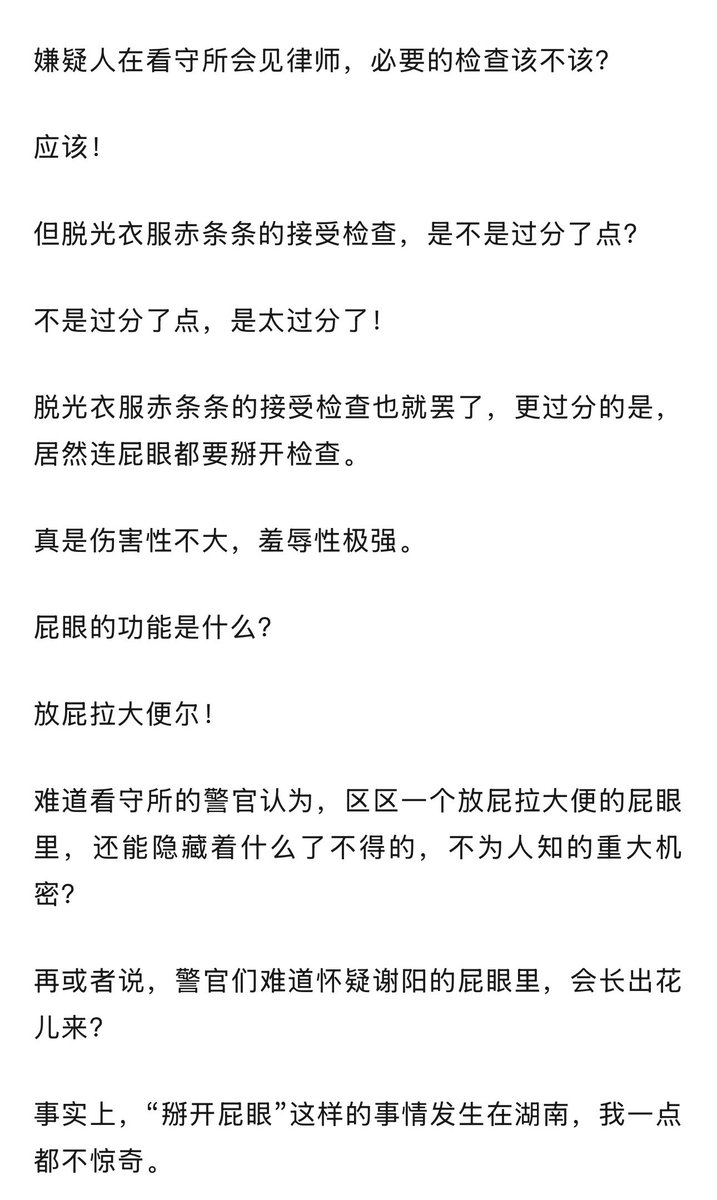 嫌疑人在看守所会见律师，必要的检查该不该？
应该！
但脱光衣服赤条条的接受检查，是不是过分了点？
不是过分了点，是太过分了！
脱光衣服赤条条的接受检查也就罢了，更过分的是，
居然连屁眼都要掰开检查。
真是伤害性不大，羞辱性极强。
屁眼的功能是什么？
放屁拉大便尔！
难道看守所的警官认为，区区一个放屁拉大便的屁眼
里，还能隐藏着什么了不得的，不为人知的重大机
密？
再或者说，警官们难道怀疑谢阳的屁眼里，会长出花
儿来？
事实上，“掰开屁眼”这样的事情发生在湖南，我一点
都不惊奇。